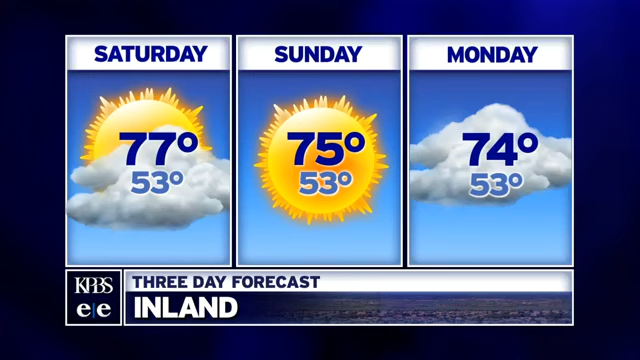 SATURDAY
77°
53°
SUNDAY
75°
53°
MONDAY
74°
53°
KPBS
e|e
THREE DAY FORECAST
INLAND